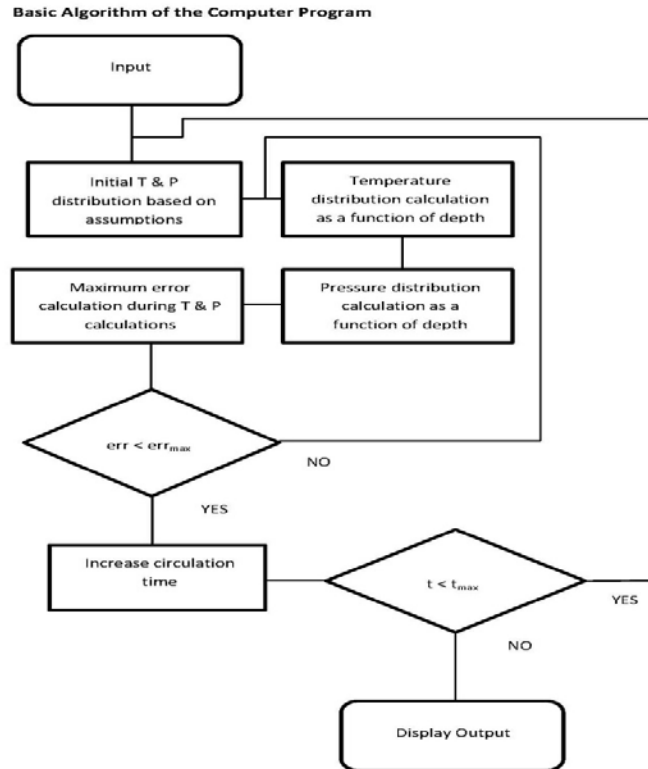 Basic Algorithm of the Computer Program
Input
Initial T & P
distribution based on
assumptions
Temperature
distribution calculation
as a function of depth
Maximum error
calculation during T & P
calculations
Pressure distribution
calculation as a
function of depth
err < errmax
NO
YES
Increase circulation
time
t < tmax
YES
NO
Display Output